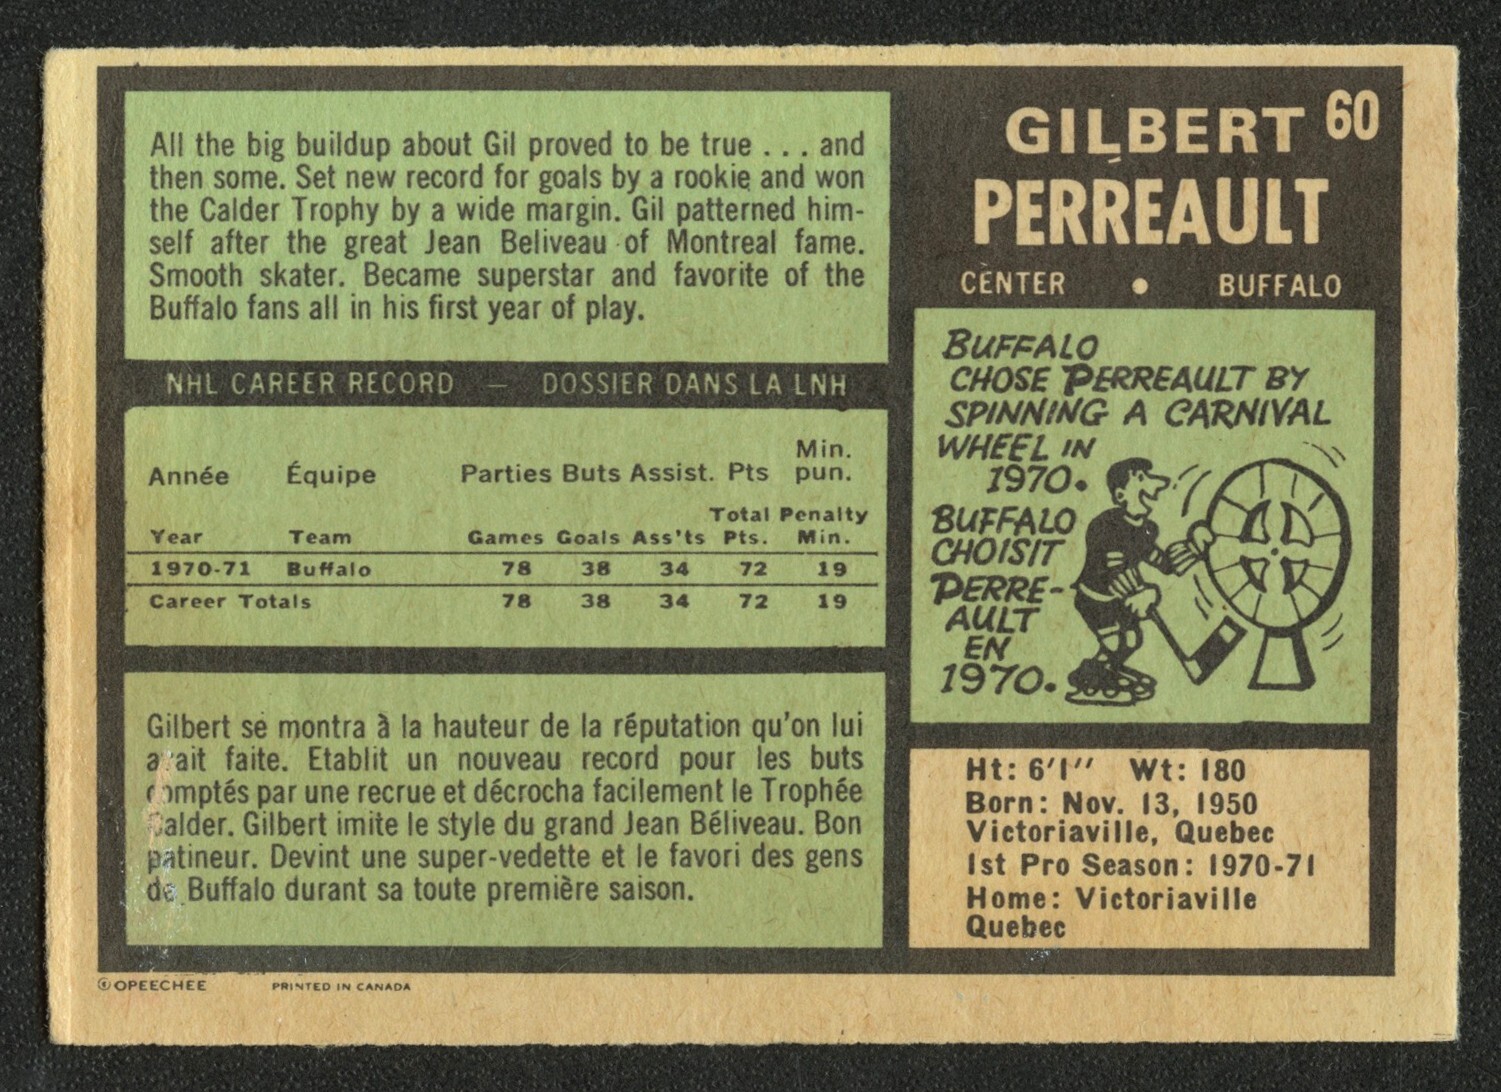 All the big buildup about Gil proved to be true . . . and
then some. Set new record for goals by a rookie and won
the Calder Trophy by a wide margin. Gil patterned him-
self after the great Jean Beliveau of Montreal fame.
Smooth skater. Became superstar and favorite of the
Buffalo fans all in his first year of play.
NHL CAREER RECORD — DOSSIER DANS LA LNH
Année Équipe Parties Buts Assist. Pts Min. pun.
Year Team Games Goals Ass'ts Total Pts. Penalty Min.
1970-71 Buffalo 78 38 34 72 19
Career Totals 78 38 34 72 19
Gilbert se montra à la hauteur de la réputation qu'on lui
avait faite. Etablit un nouveau record pour les buts
comptés par une recrue et décrocha facilement le Trophée
Calder. Gilbert imite le style du grand Jean Béliveau. Bon
patineur. Devint une super-vedette et le favori des gens
de Buffalo durant sa toute première saison.
©OPEECHEE PRINTED IN CANADA
GILBERT 60
PERREAULT
CENTER • BUFFALO
BUFFALO
CHOSE PERREAULT BY
SPINNING A CARNIVAL
WHEEL IN
1970.
BUFFALO
CHOISIT
PERRE-
AULT
EN
1970.
Ht: 6'1'' Wt: 180
Born: Nov. 13, 1950
Victoriaville, Quebec
1st Pro Season: 1970-71
Home: Victoriaville
Quebec